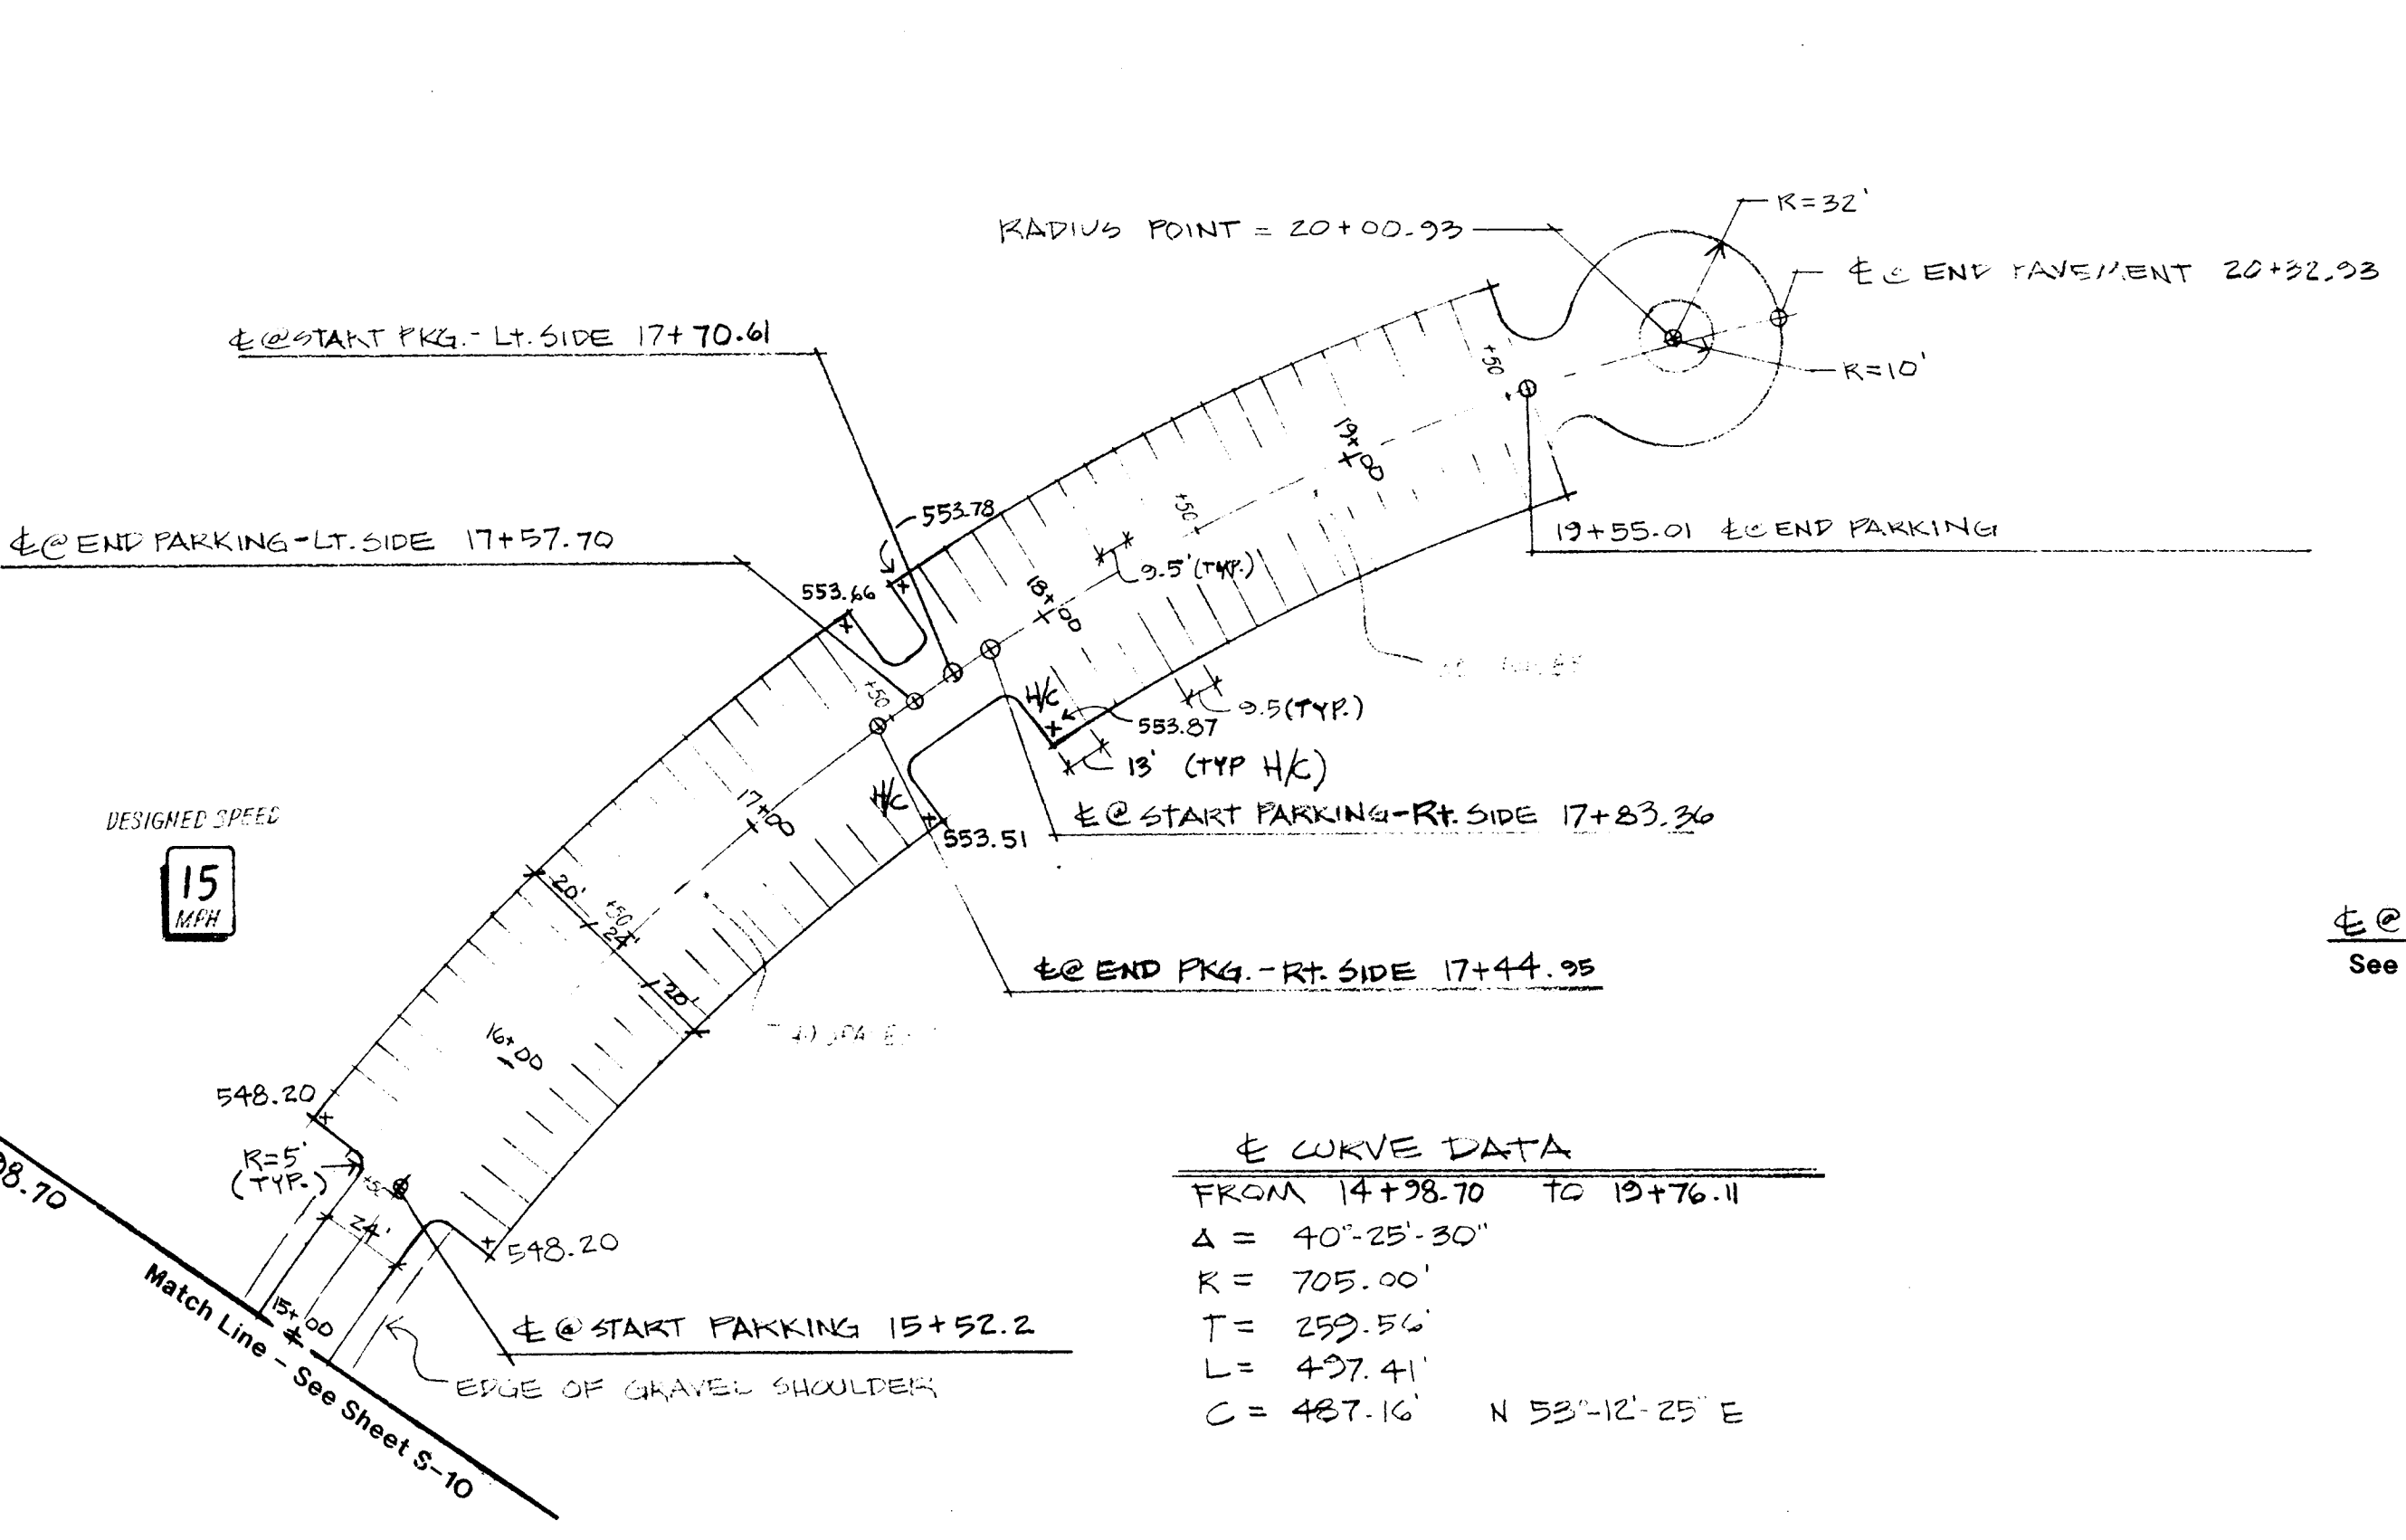 R=32'
RADIUS POINT = 20+00.93
℄ @ END PAVEMENT 20+32.93
℄ @ START PKG.- Lt. SIDE 17+70.61
R=10'
+50
19+00
553.78
+50
℄ @ END PARKING-LT. SIDE 17+57.70
19+55.01 ℄ @ END PARKING
9.5' (TYP.)
553.66
18+00
+50
H/C
9.5 (TYP.)
553.87
13' (TYP H/C)
17+00
H/C
℄ @ START PARKING-Rt. SIDE 17+83.36
553.51
DESIGNED SPEED
15
MPH
20'
+50
24'
℄ @
See
℄ @ END PKG.-Rt. SIDE 17+44.95
20'
16+00
548.20
R=5'
(TYP.)
+50
24'
548.20
98.70
Match Line - See Sheet S-10
15+00
℄ @ START PARKING 15+52.2
EDGE OF GRAVEL SHOULDER
℄ CURVE DATA
FROM 14+98.70 TO 19+76.11
Δ = 40°-25'-30"
R = 705.00'
T = 259.56'
L = 497.41'
C = 487.16' N 53°-12'-25" E